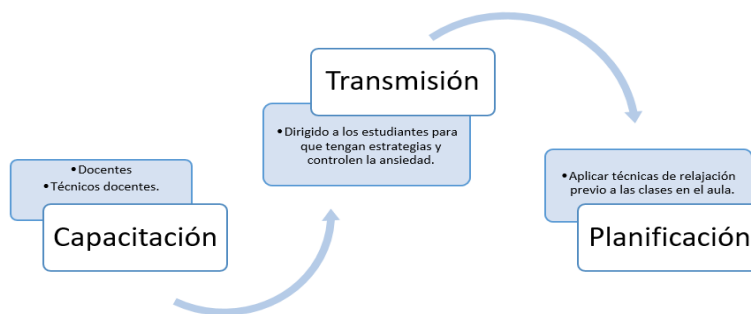 •Docentes
•Técnicos docentes.
Capacitación
Transmisión
•Dirigido a los estudiantes para
que tengan estrategias y
controlen la ansiedad.
•Aplicar técnicas de relajación
previo a las clases en el aula.
Planificación